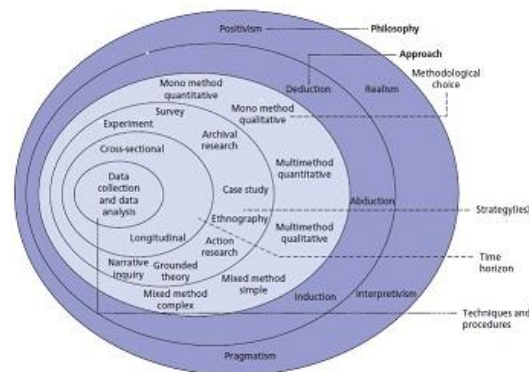 Positivism
Philosophy
Approach
Methodological
choice
Mono method
quantitative
Deduction
Realism
Survey
Mono method
qualitative
Experiment
Archival
research
Cross-sectional
Multimethod
quantitative
Data
collection
and data
analysis
Case study
Abduction
Strategy(ies)
Ethnography
Multimethod
qualitative
Longitudinal
Action
research
Time
horizon
Narrative
inquiry
Grounded
theory
Mixed method
simple
Mixed method
complex
Induction
Interpretivism
Techniques and
procedures
Pragmatism